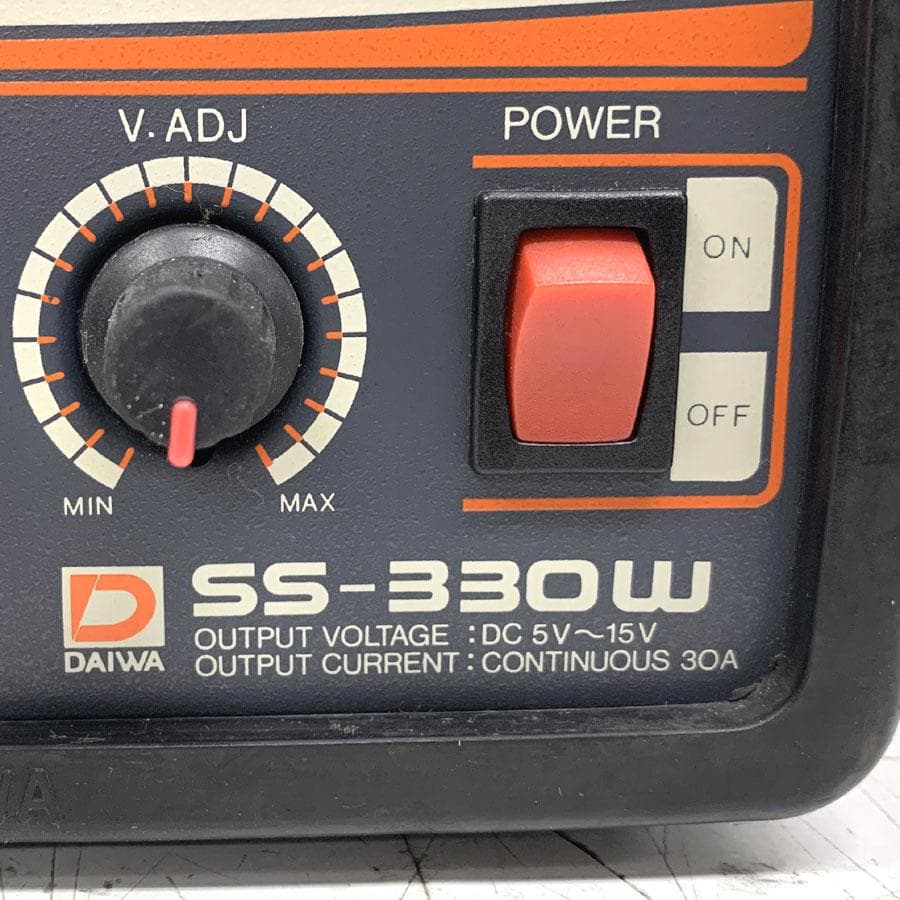 V. ADJ
POWER
ON
OFF
MIN
MAX
SS-330W
OUTPUT VOLTAGE : DC 5V～15V
OUTPUT CURRENT : CONTINUOUS 30A
D
DAIWA